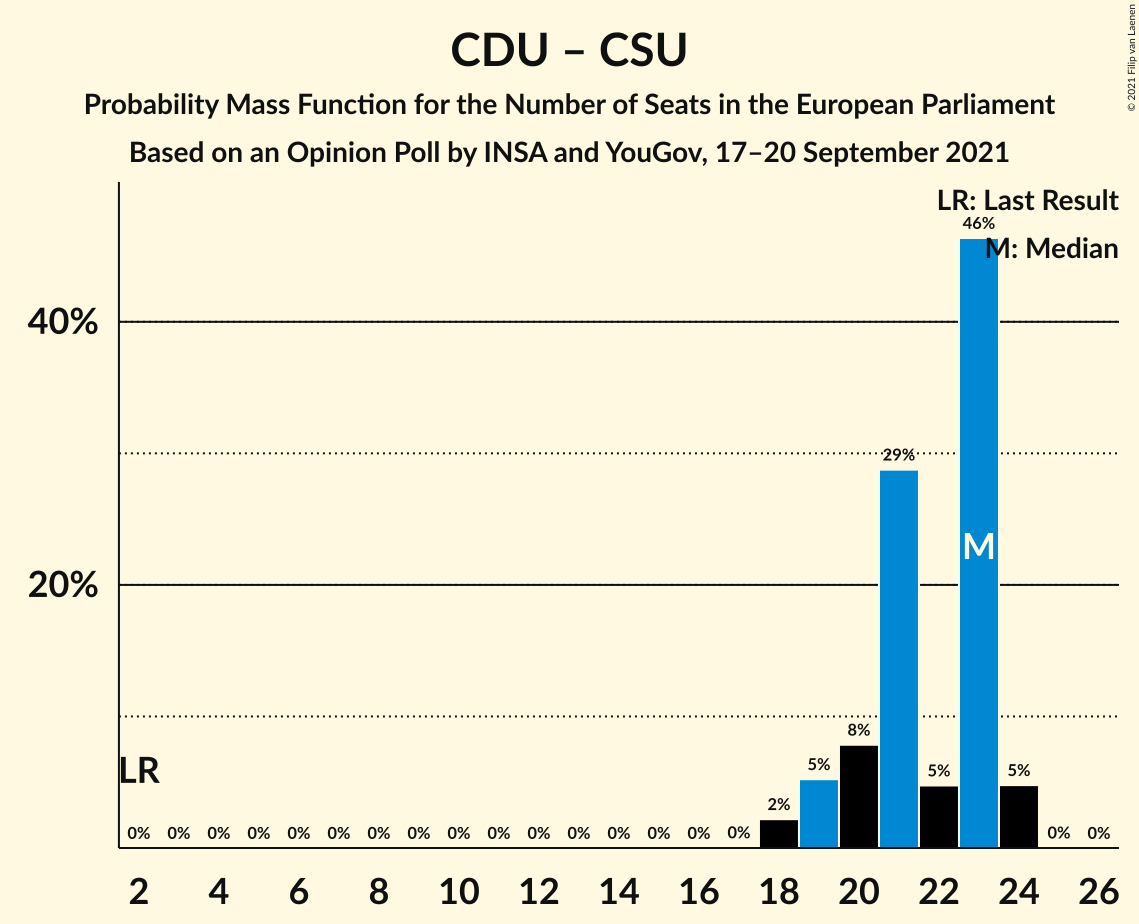 CDU – CSU
Probability Mass Function for the Number of Seats in the European Parliament
Based on an Opinion Poll by INSA and YouGov, 17–20 September 2021
© 2021 Filip van Laenen
LR: Last Result
M: Median
46%
40%
29%
M
20%
8%
LR
5%
5%
5%
2%
0% 0% 0% 0% 0% 0% 0% 0% 0% 0% 0% 0% 0% 0% 0% 0% 0% 0%
2 4 6 8 10 12 14 16 18 20 22 24 26